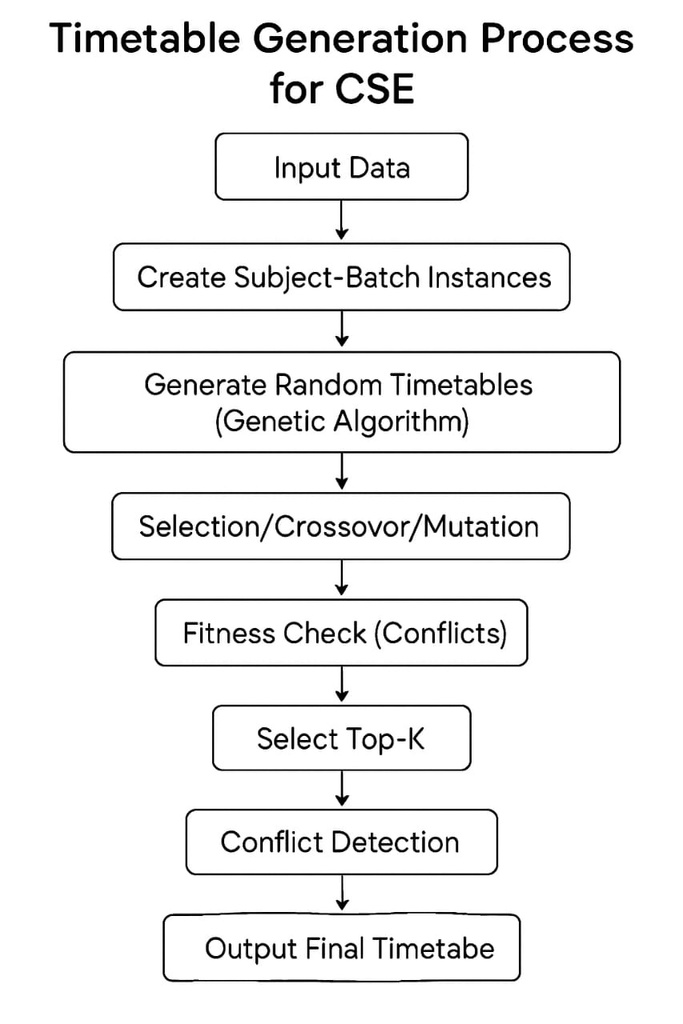 Timetable Generation Process
for CSE
Input Data
Create Subject-Batch Instances
Generate Random Timetables
(Genetic Algorithm)
Selection/Crossovor/Mutation
Fitness Check (Conflicts)
Select Top-K
Conflict Detection
Output Final Timetabe